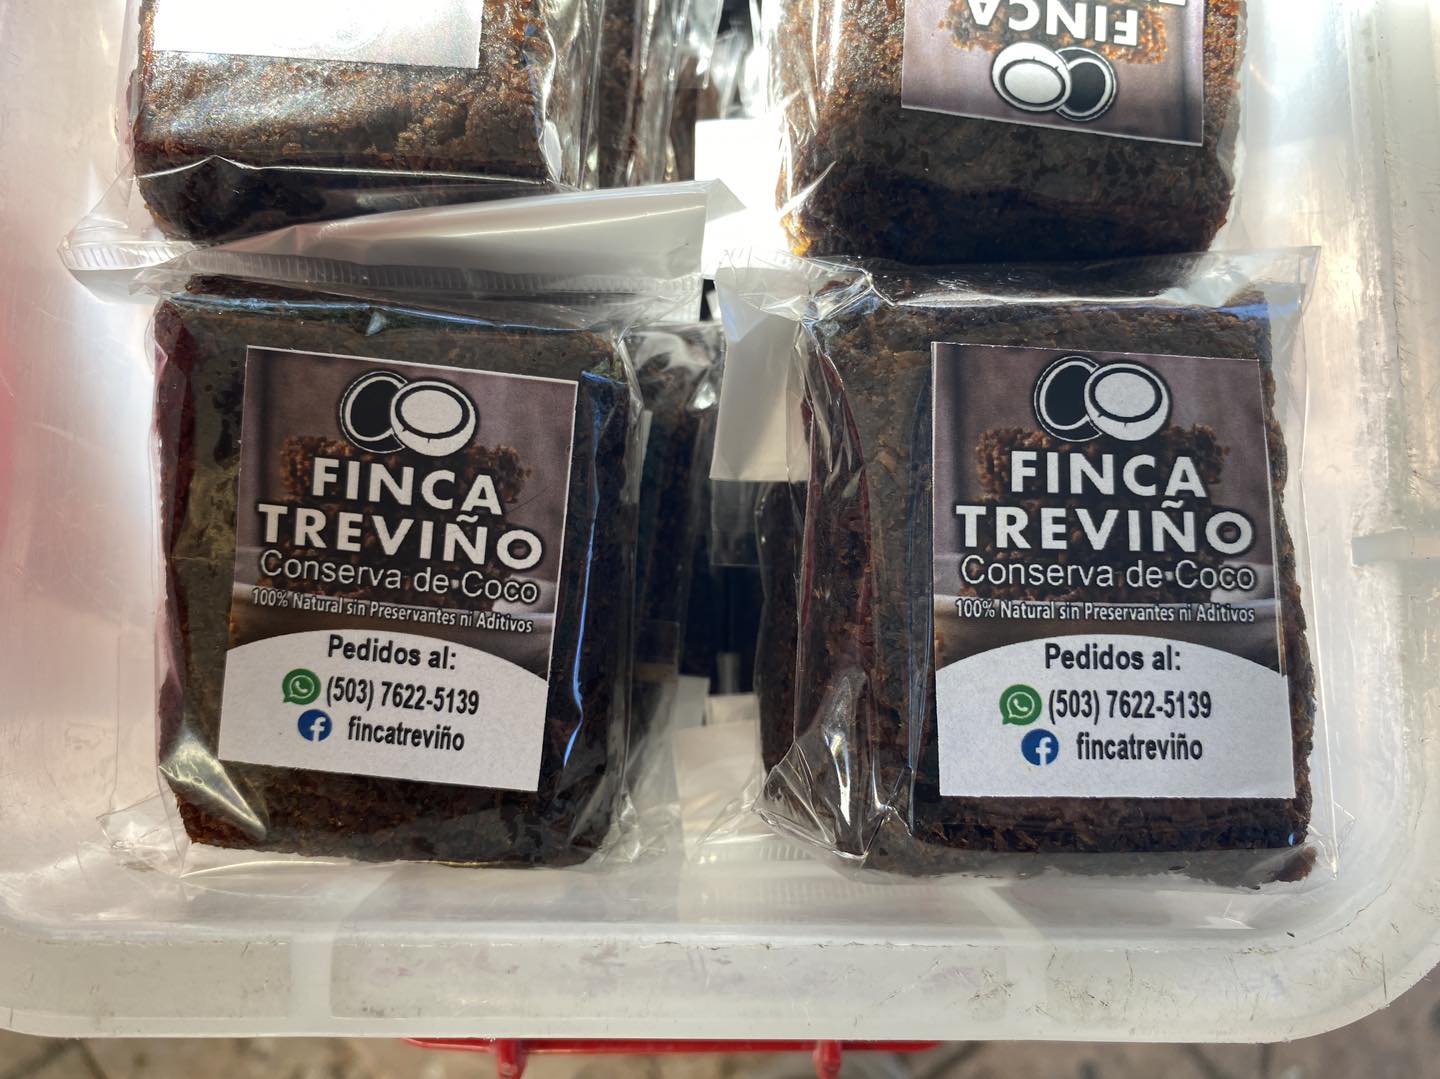 FINCA
FINCA
TREVIÑO
Conserva de Coco
100% Natural sin Preservantes ni Aditivos
Pedidos al:
(503) 7622-5139
fincatreviño
FINCA
TREVIÑO
Conserva de Coco
100% Natural sin Preservantes ni Aditivos
Pedidos al:
(503) 7622-5139
fincatreviño